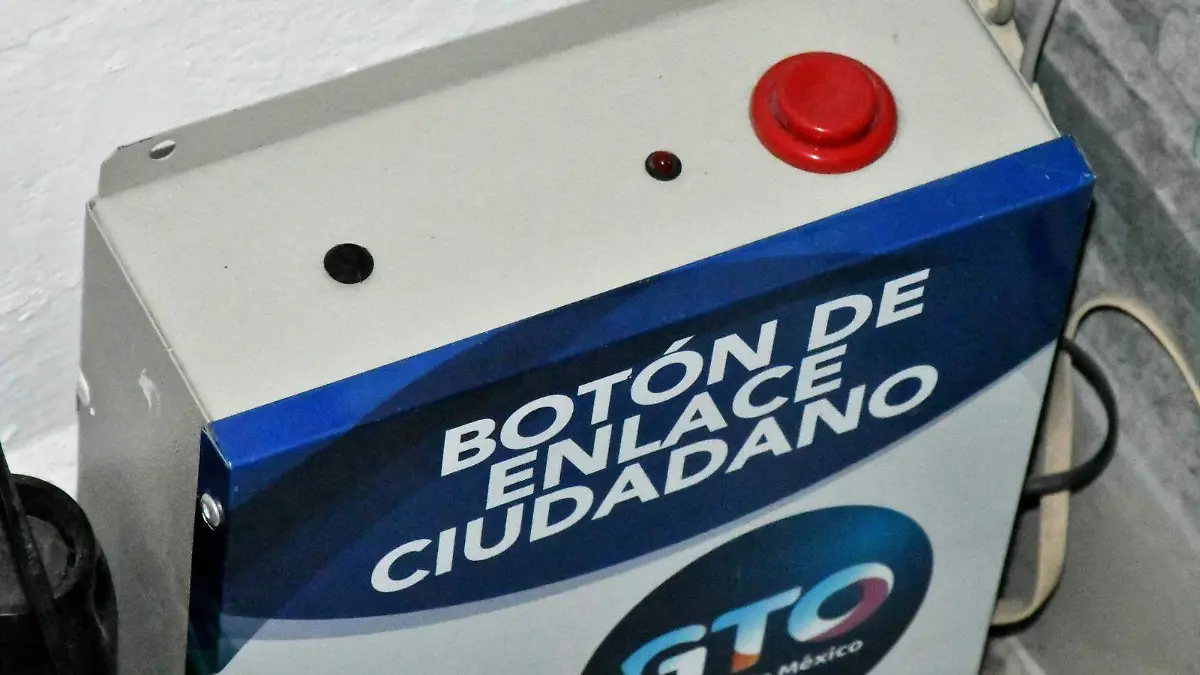 BOTÓN DE
ENLACE
CIUDADANO
GTO
México